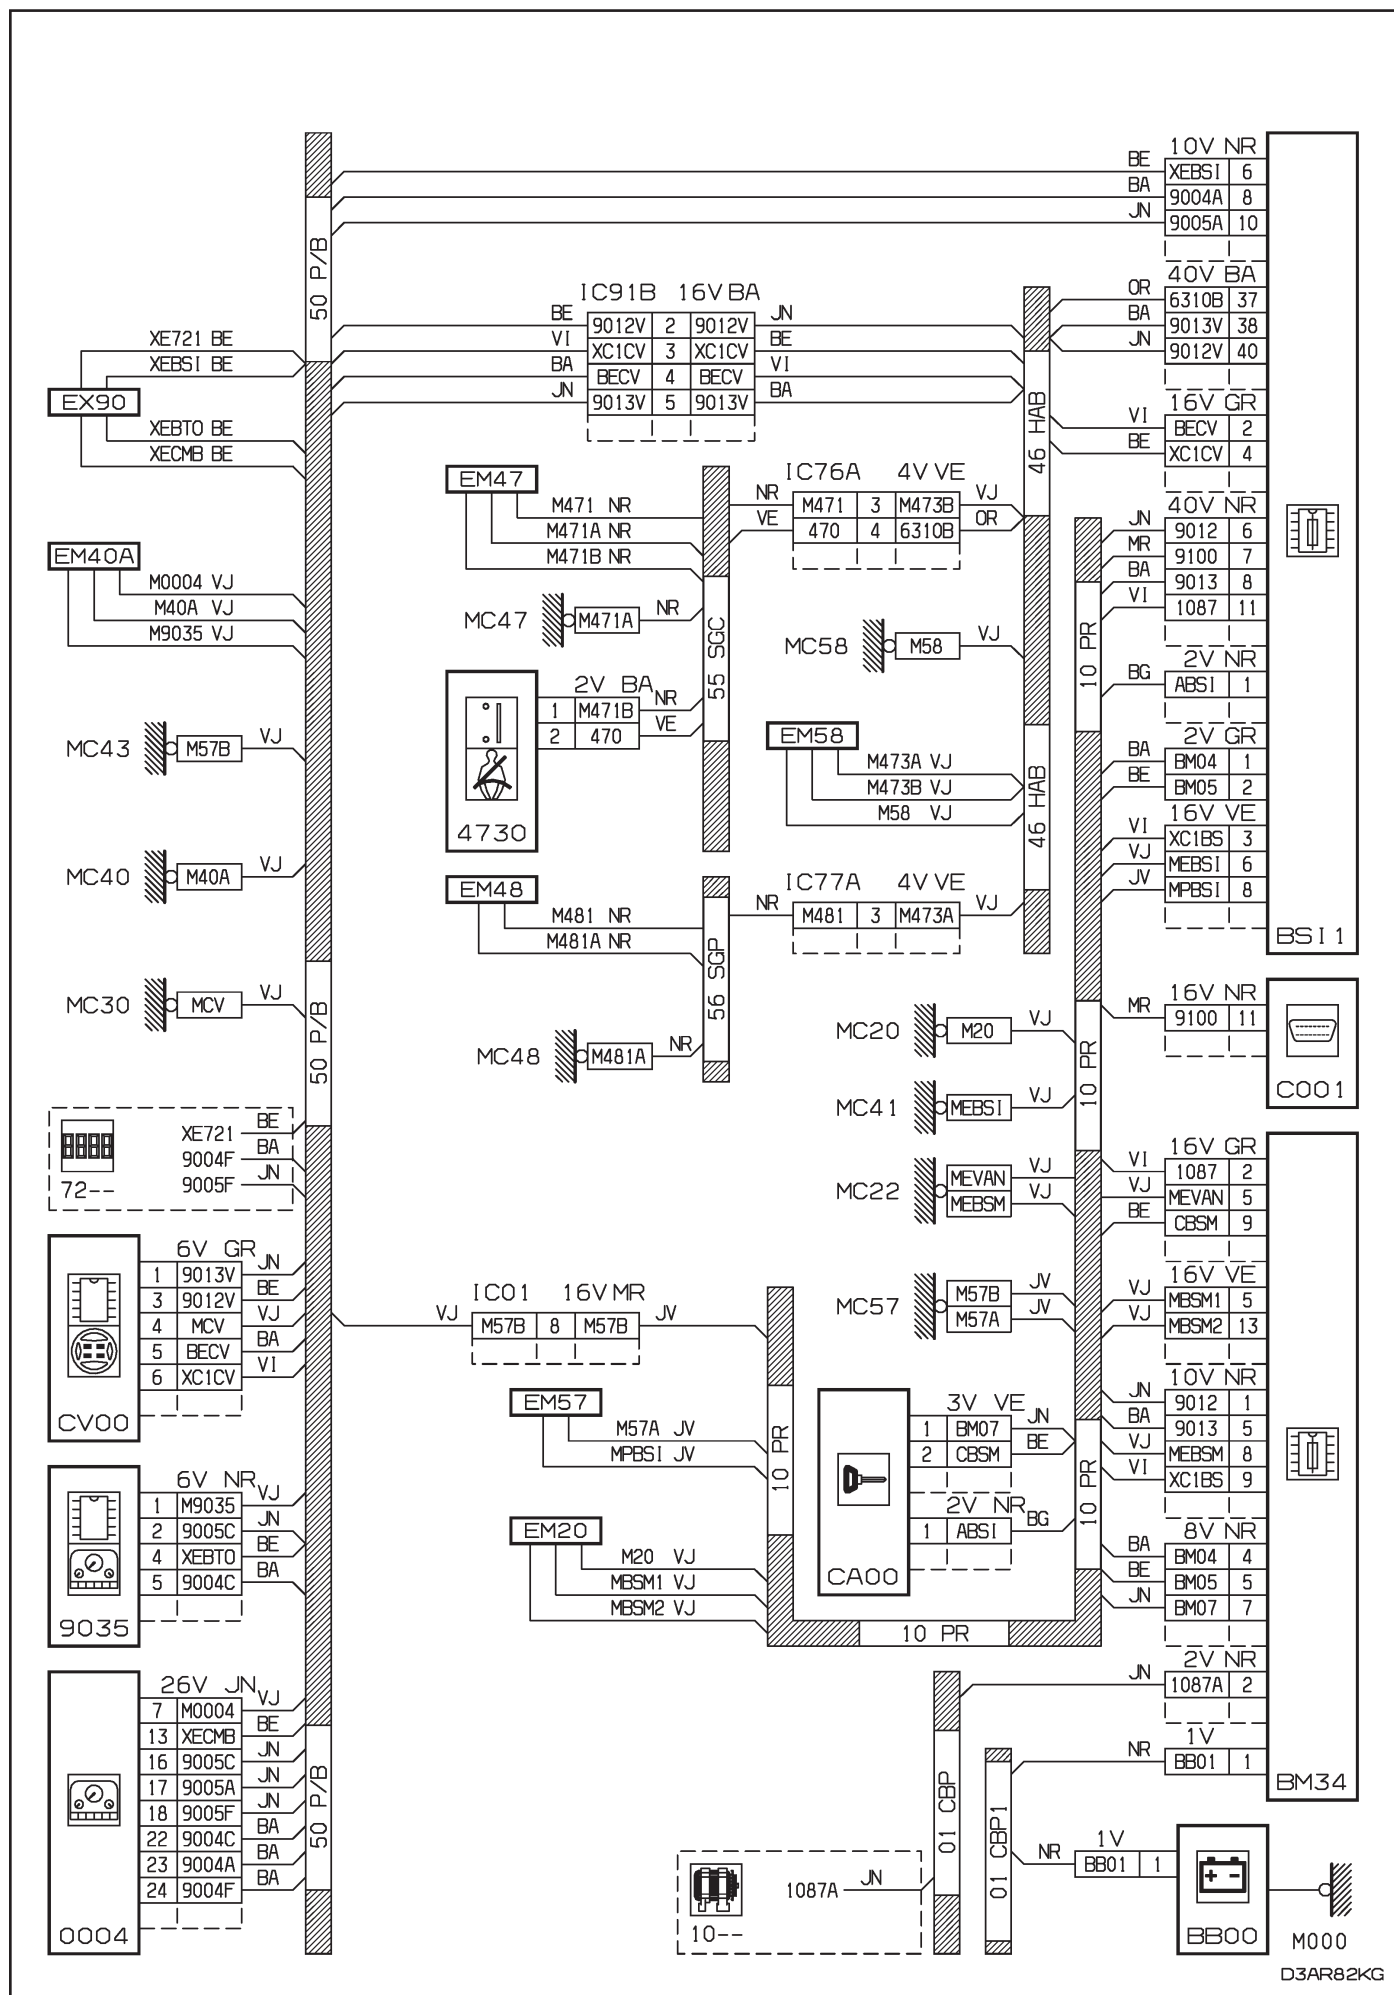 10V NR
BE XEBSI 6
BA 9004A 8
JN 9005A 10
50 P/B
40V BA
OR 6310B 37
BA 9013V 38
JN 9012V 40
IC91B 16V BA
BE 9012V 2 9012V JN
VI XC1CV 3 XC1CV BE
BA BECV 4 BECV VI
JN 9013V 5 9013V BA
XE721 BE
XEBSI BE
EX90
XEBTO BE
XECMB BE
46 HAB
16V GR
VI BECV 2
BE XC1CV 4
EM47
M471 NR
M471A NR
M471B NR
IC76A 4V VE
NR M471 3 M473B VJ
VE 470 4 6310B OR
40V NR
JN 9012 6
MR 9100 7
BA 9013 8
VI 1087 11
EM40A
M0004 VJ
M40A VJ
M9035 VJ
MC47 M471A NR
55 SGC
MC58 M58 VJ
10 PR
2V NR
BG ABSI 1
4730
2V BA
1 M471B NR
2 470 VE
MC43 M57B VJ
EM58
M473A VJ
M473B VJ
M58 VJ
46 HAB
2V GR
BA BM04 1
BE BM05 2
16V VE
VI XC1BS 3
VJ MEBSI 6
JV MPBSI 8
BSI1
MC40 M40A VJ
EM48
M481 NR
M481A NR
56 SGP
IC77A 4V VE
NR M481 3 M473A VJ
MC30 MCV VJ
50 P/B
MC48 M481A NR
MC20 M20 VJ
10 PR
16V NR
MR 9100 11
C001
MC41 MEBSI VJ
72--
XE721 BE
9004F BA
9005F JN
MC22
MEVAN VJ
MEBSM VJ
16V GR
VI 1087 2
VJ MEVAN 5
BE CBSM 9
CV00
6V GR
1 9013V JN
3 9012V BE
4 MCV VJ
5 BECV BA
6 XC1CV VI
IC01 16V MR
VJ M57B 8 M57B JV
MC57
M57B JV
M57A JV
16V VE
VJ MBSM1 5
VJ MBSM2 13
EM57
M57A JV
MPBSI JV
10 PR
CA00
3V VE
1 BM07 JN
2 CBSM BE
2V NR
1 ABSI BG
10 PR
10V NR
JN 9012 1
BA 9013 5
VJ MEBSM 8
VI XC1BS 9
9035
6V NR
1 M9035 VJ
2 9005C JN
4 XEBTO BE
5 9004C BA
EM20
M20 VJ
MBSM1 VJ
MBSM2 VJ
10 PR
8V NR
BA BM04 4
BE BM05 5
JN BM07 7
0004
26V JN
7 M0004 VJ
13 XECMB BE
16 9005C JN
17 9005A JN
18 9005F JN
22 9004C BA
23 9004A BA
24 9004F BA
50 P/B
2V NR
JN 1087A 2
1V
NR BB01 1
BM34
01 CBP
01 CBP1
10--
1087A JN
1V
NR BB01 1
BB00
M000
D3AR82KG